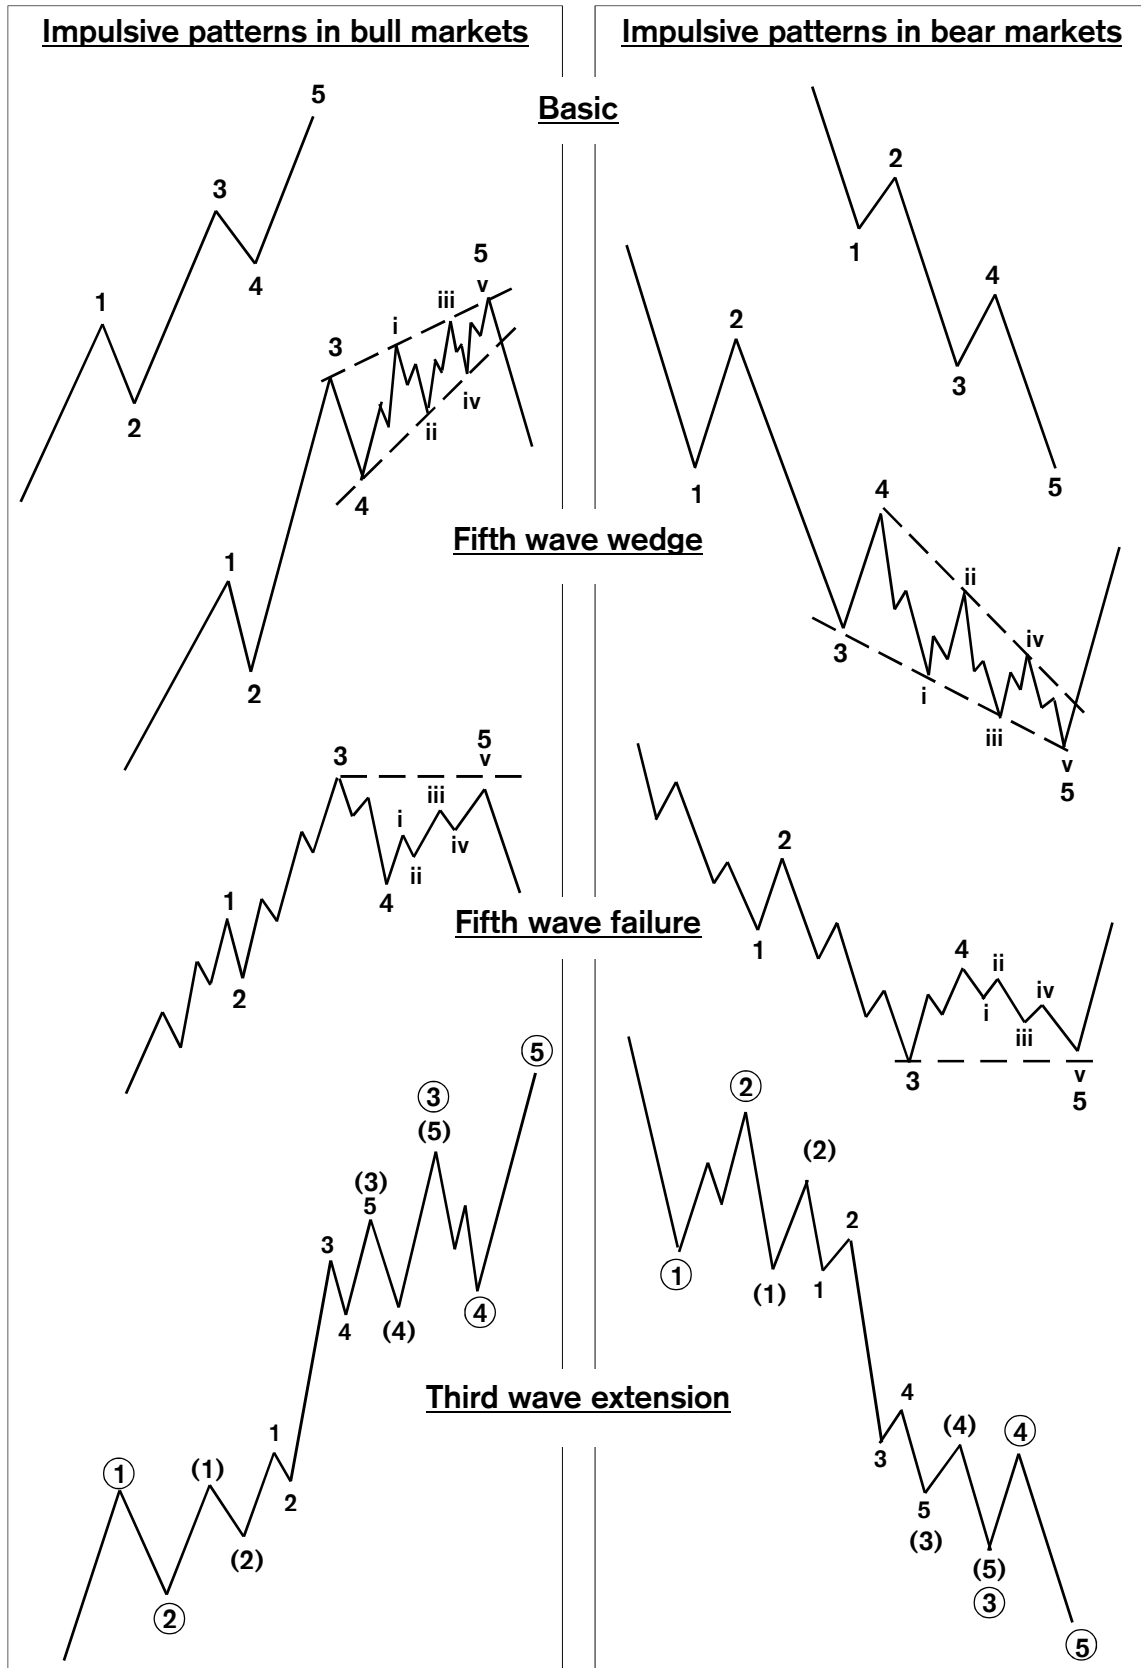 Impulsive patterns in bull markets
Impulsive patterns in bear markets
Basic
1
2
3
4
5
1
2
3
4
5
Fifth wave wedge
1
2
3
4
i
ii
iii
iv
v
5
1
2
3
4
i
ii
iii
iv
v
5
Fifth wave failure
1
2
3
4
i
ii
iii
iv
5
v
1
2
3
4
i
ii
iii
iv
v
5
Third wave extension
1
2
(1)
(2)
1
2
3
4
(3)
5
(4)
3
(5)
4
5
1
2
(1)
(2)
1
2
3
4
5
(3)
(4)
(5)
3
4
5